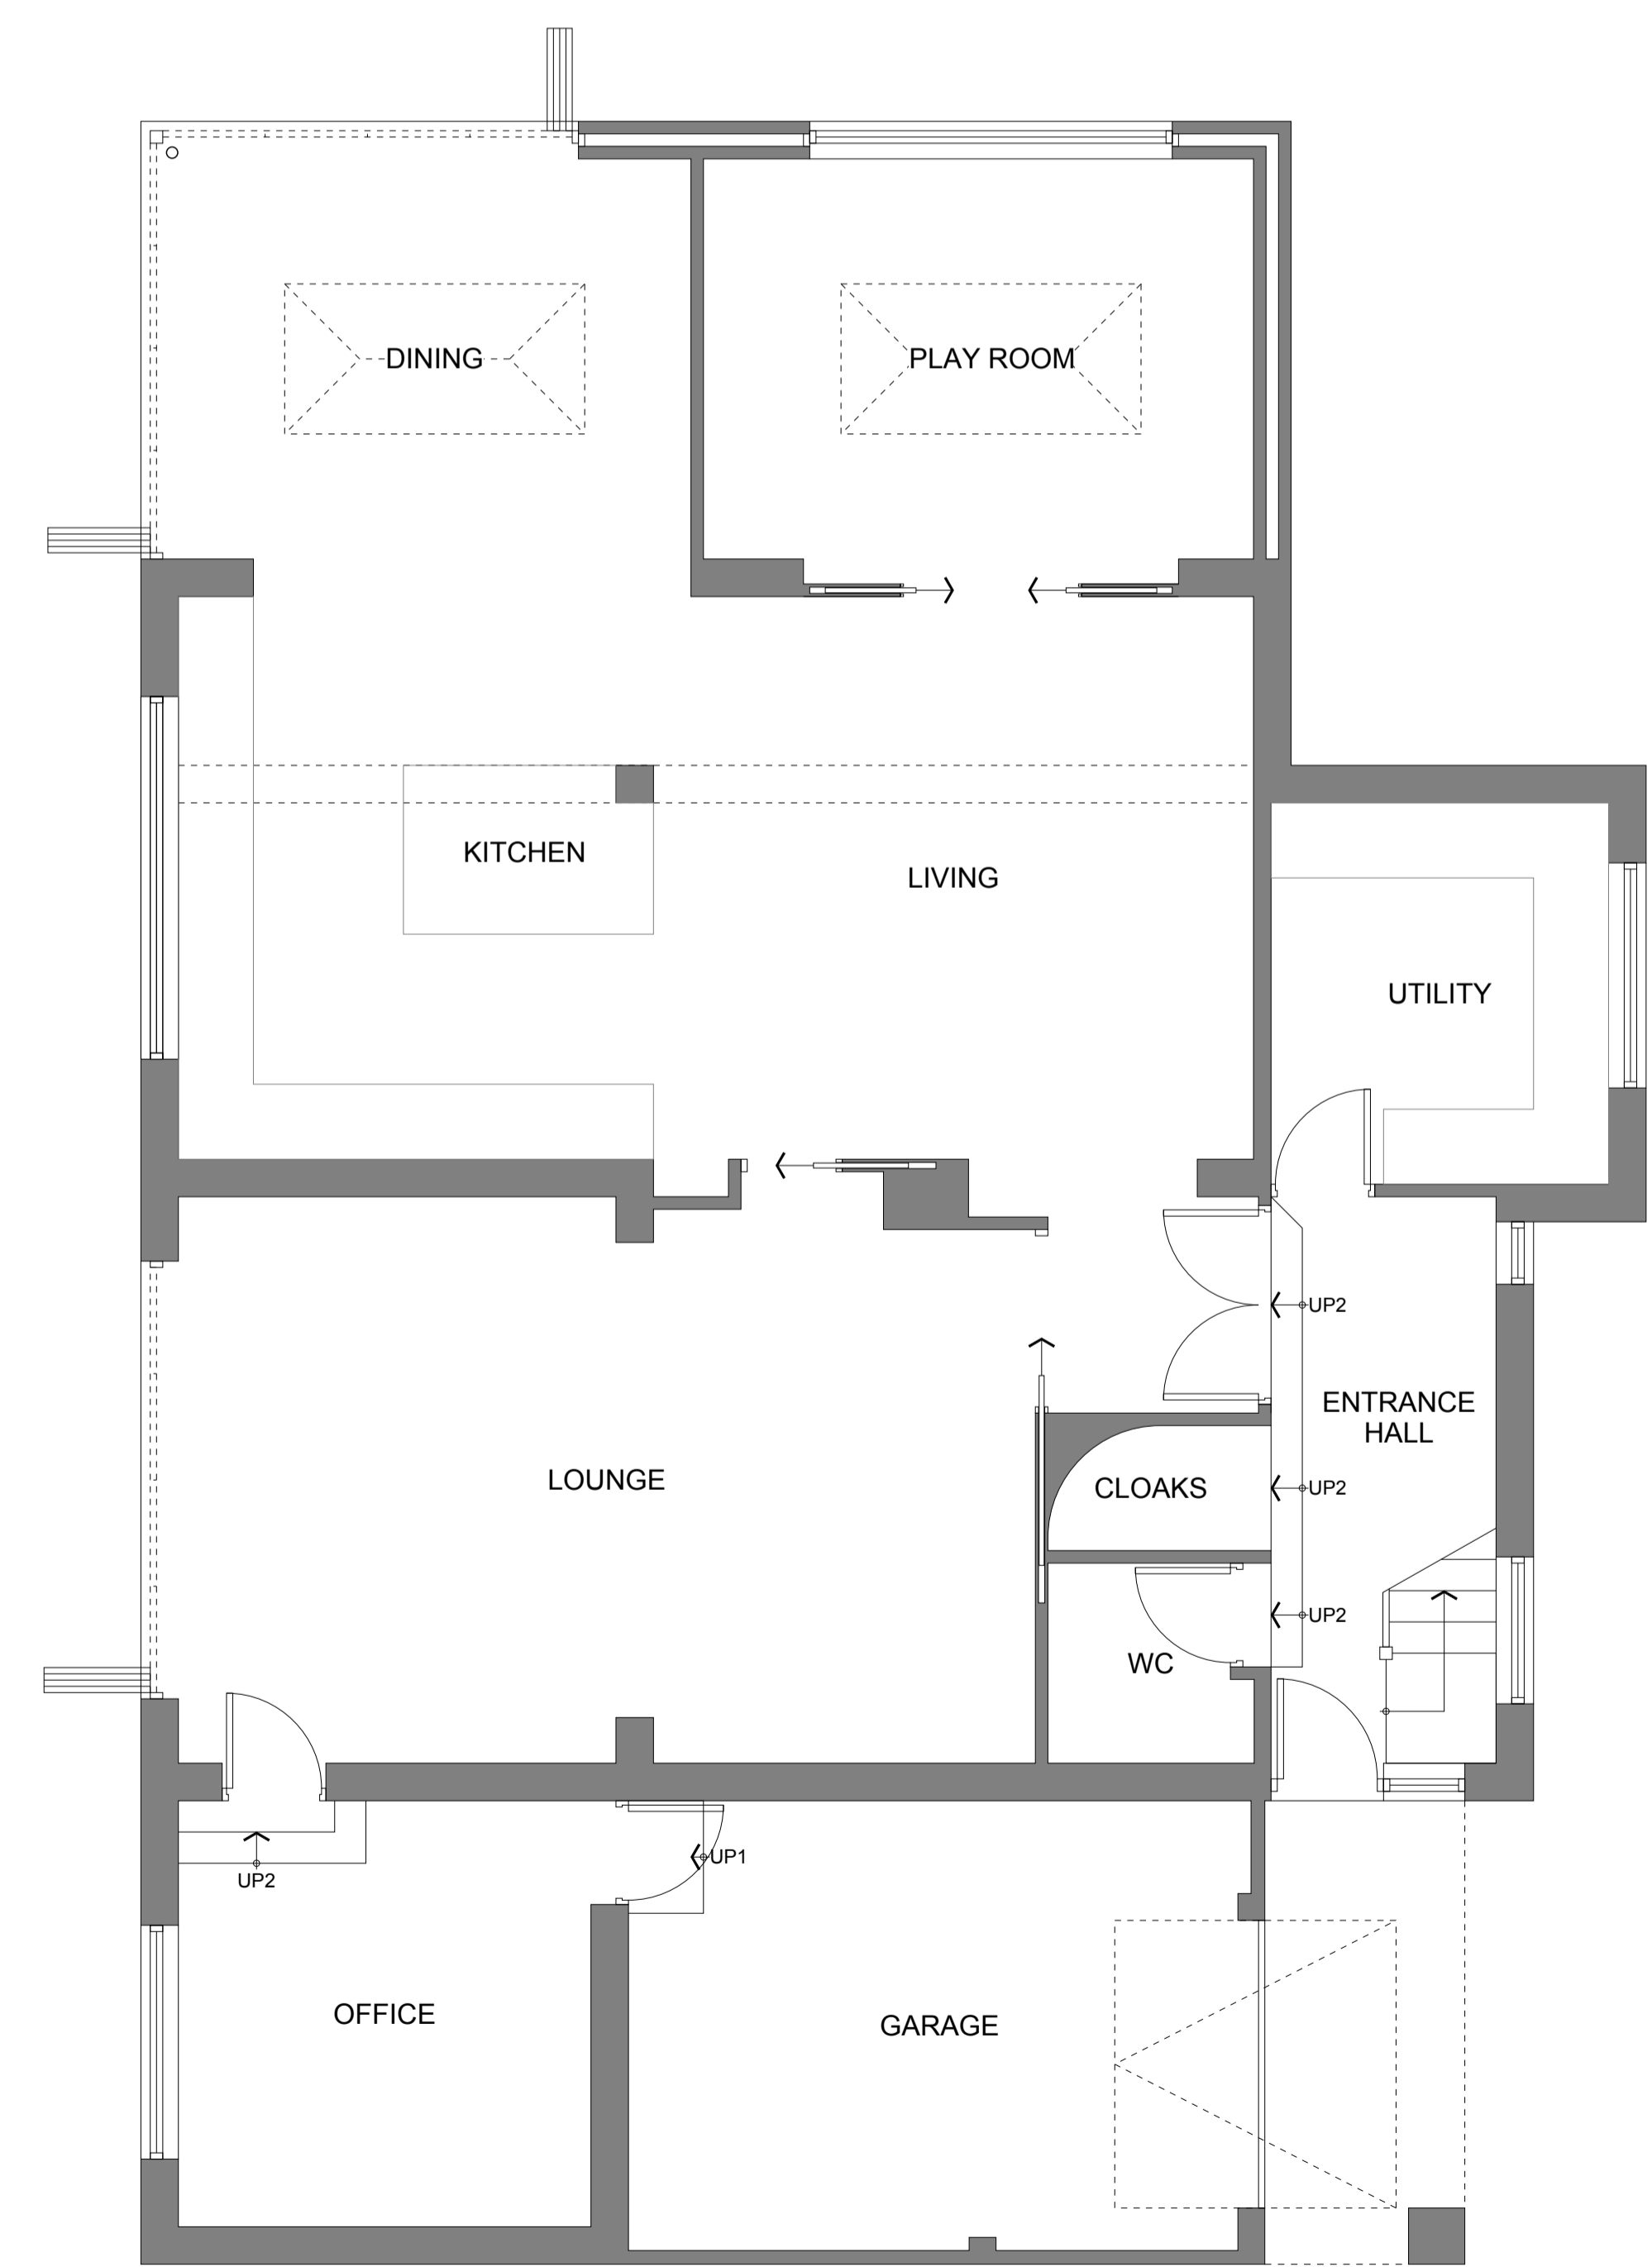 DINING
PLAY ROOM
KITCHEN
LIVING
UTILITY
UP2
ENTRANCE
HALL
LOUNGE
CLOAKS
UP2
UP2
WC
UP1
UP2
OFFICE
GARAGE